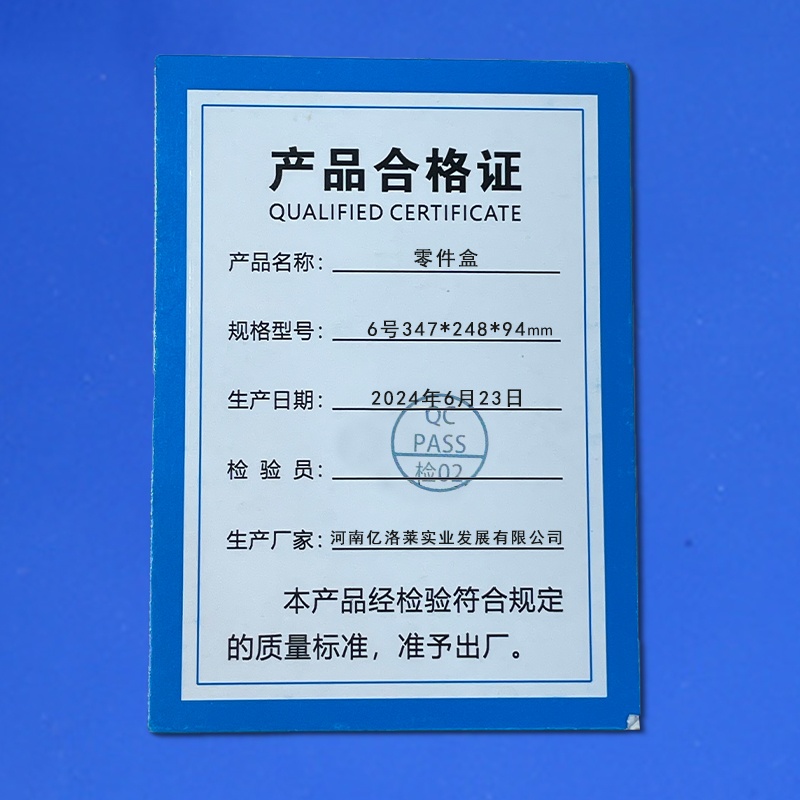 产品合格证
QUALIFIED CERTIFICATE
产品名称：零件盒
规格型号：6号347*248*94mm
生产日期：2024年6月23日
QC
PASS
检验员：检02
生产厂家：河南亿洛莱实业发展有限公司
本产品经检验符合规定
的质量标准，准予出厂。